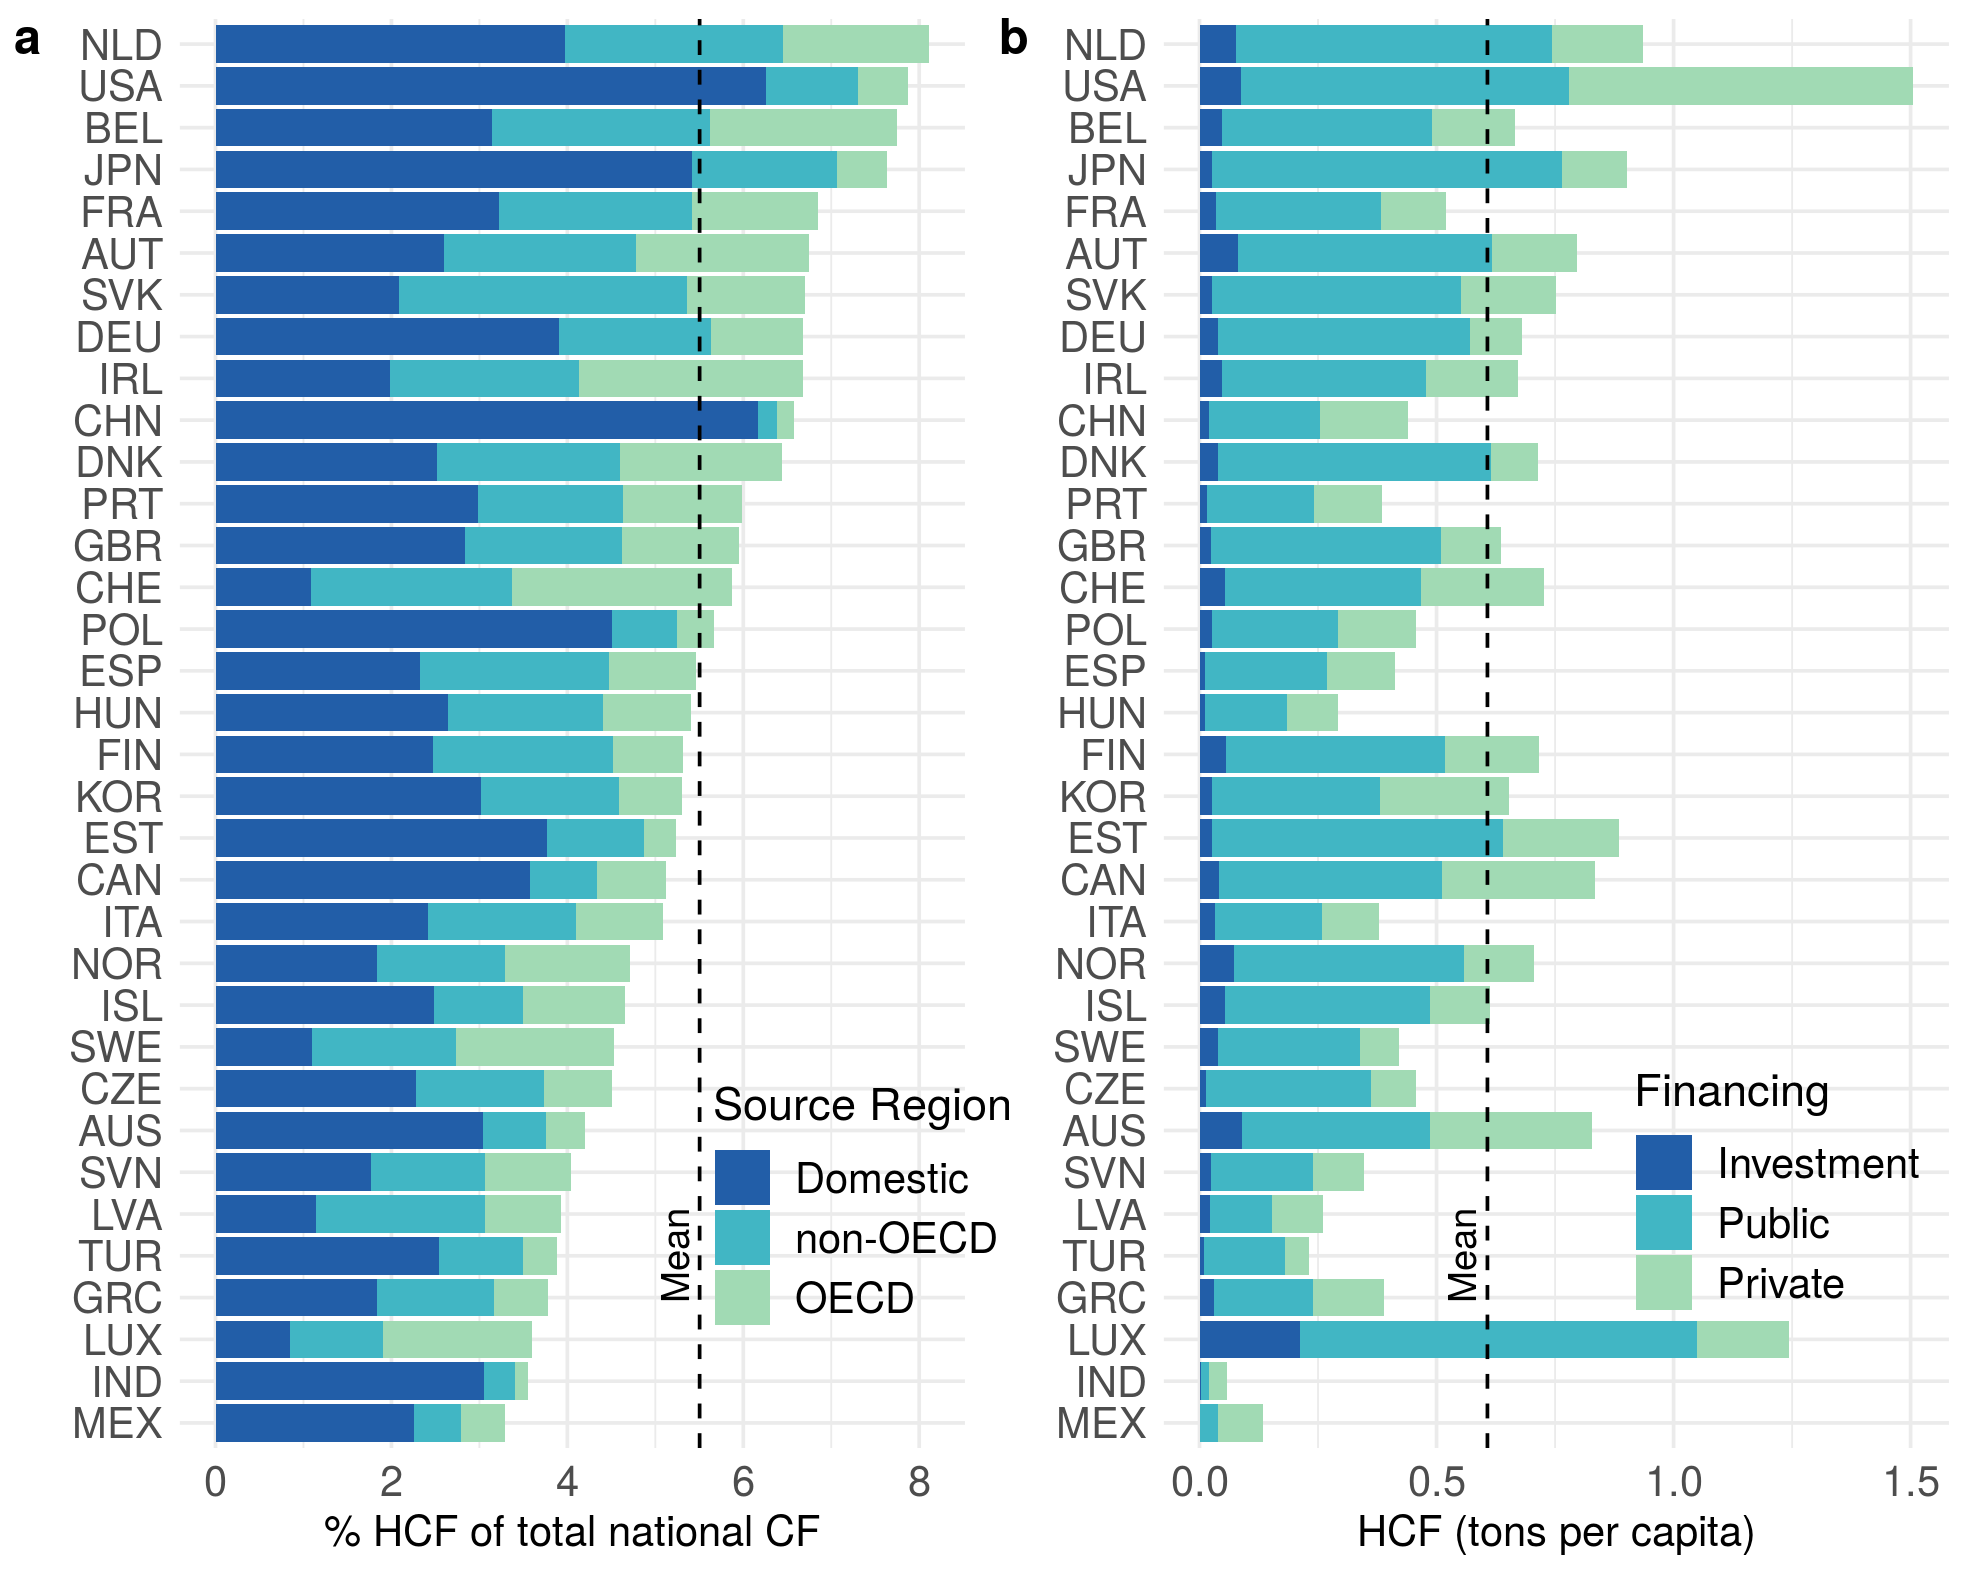 a
NLD
USA
BEL
JPN
FRA
AUT
SVK
DEU
IRL
CHN
DNK
PRT
GBR
CHE
POL
ESP
HUN
FIN
KOR
EST
CAN
ITA
NOR
ISL
SWE
CZE
AUS
SVN
LVA
TUR
GRC
LUX
IND
MEX
Mean
Source Region
Domestic
non-OECD
OECD
0 2 4 6 8
% HCF of total national CF
b
NLD
USA
BEL
JPN
FRA
AUT
SVK
DEU
IRL
CHN
DNK
PRT
GBR
CHE
POL
ESP
HUN
FIN
KOR
EST
CAN
ITA
NOR
ISL
SWE
CZE
AUS
SVN
LVA
TUR
GRC
LUX
IND
MEX
Mean
Financing
Investment
Public
Private
0.0 0.5 1.0 1.5
HCF (tons per capita)